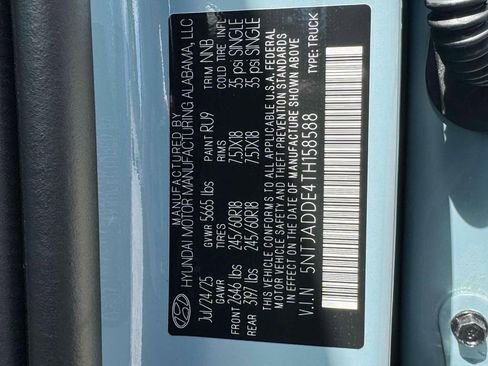 MANUFACTURED BY
HYUNDAI MOTOR MANUFACTURING ALABAMA, LLC
Jul/24/25 GVWR 5665 lbs PAINT RU9 TRIM NNB
GAWR TIRES RIMS COLD TIRE INFL
FRONT 2646 lbs 245/60R18 7.5JX18 35 psi SINGLE
REAR 3197 lbs 245/60R18 7.5JX18 35 psi SINGLE
THIS VEHICLE CONFORMS TO ALL APPLICABLE U.S.A. FEDERAL
MOTOR VEHICLE SAFETY AND THEFT PREVENTION STANDARDS
IN EFFECT ON THE DATE OF MANUFACTURE SHOWN ABOVE
V.I.N 5NTJADDE4TH158588 TYPE: TRUCK